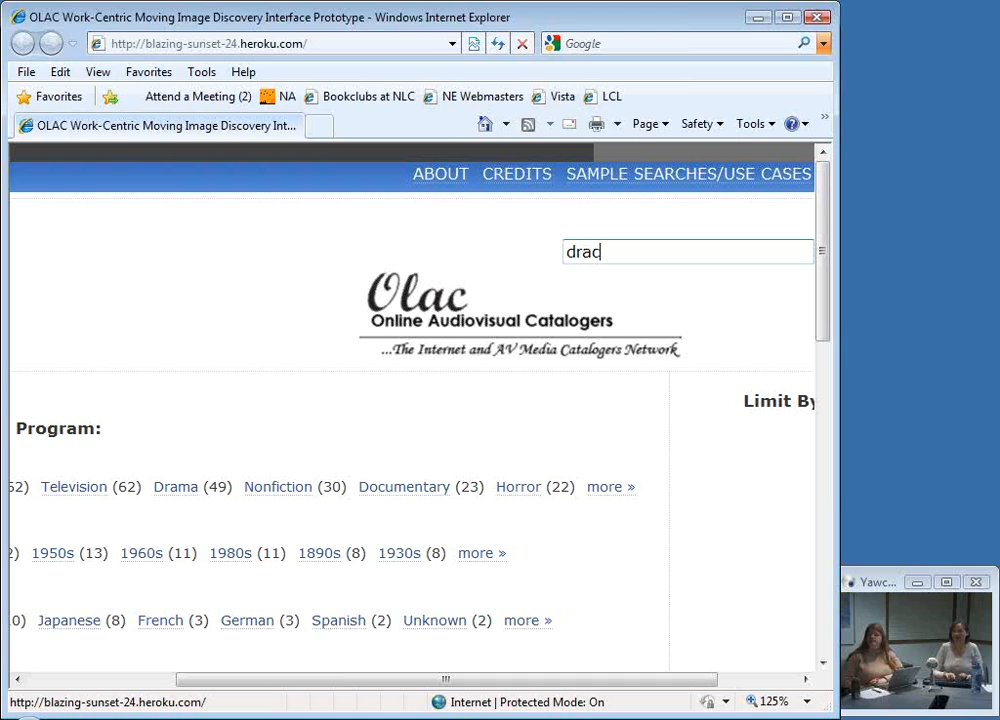 OLAC Work-Centric Moving Image Discovery Interface Prototype - Windows Internet Explorer
http://blazing-sunset-24.heroku.com/
Google
File Edit View Favorites Tools Help
Favorites Attend a Meeting (2) NA Bookclubs at NLC NE Webmasters Vista LCL
OLAC Work-Centric Moving Image Discovery Int... Page Safety Tools »
ABOUT CREDITS SAMPLE SEARCHES/USE CASES
drac
Olac
Online Audiovisual Catalogers
...The Internet and AV Media Catalogers Network
Limit By
Program:
52) Television (62) Drama (49) Nonfiction (30) Documentary (23) Horror (22) more »
2) 1950s (13) 1960s (11) 1980s (11) 1890s (8) 1930s (8) more »
0) Japanese (8) French (3) German (3) Spanish (2) Unknown (2) more »
Yawc...
http://blazing-sunset-24.heroku.com/ Internet | Protected Mode: On 125%